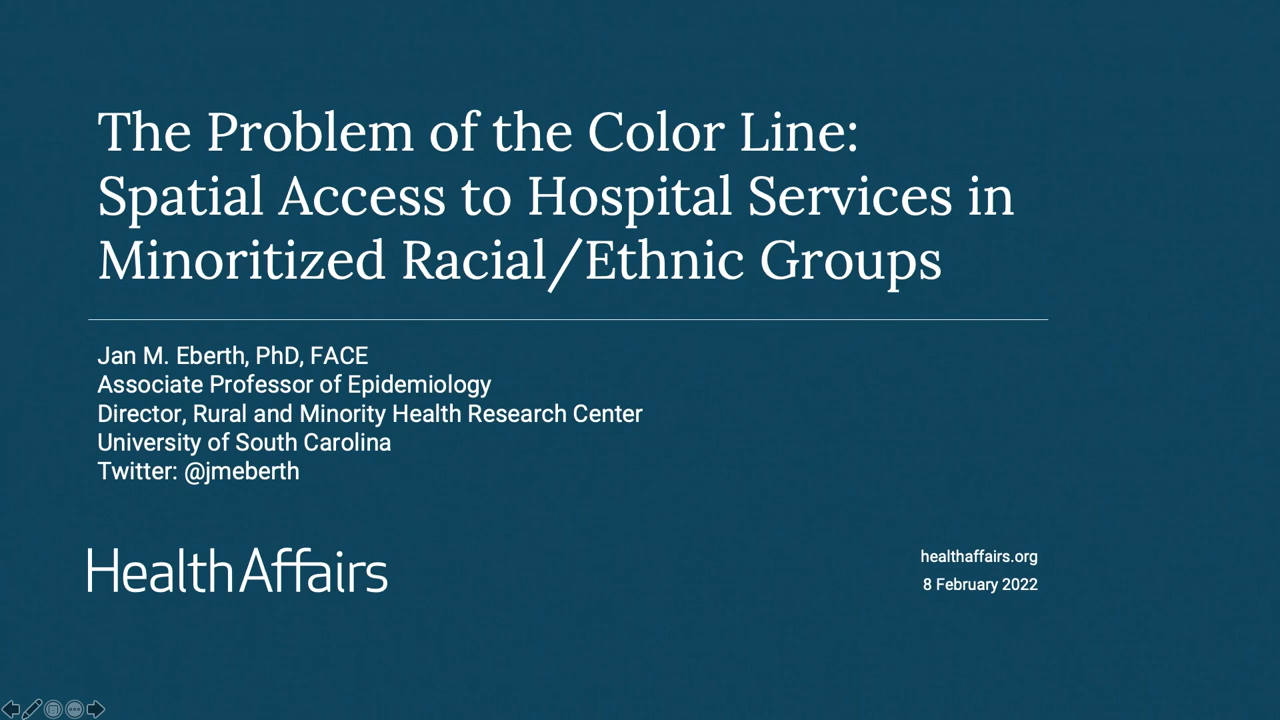 The Problem of the Color Line:
Spatial Access to Hospital Services in
Minoritized Racial/Ethnic Groups
Jan M. Eberth, PhD, FACE
Associate Professor of Epidemiology
Director, Rural and Minority Health Research Center
University of South Carolina
Twitter: @jmeberth
HealthAffairs
healthaffairs.org
8 February 2022